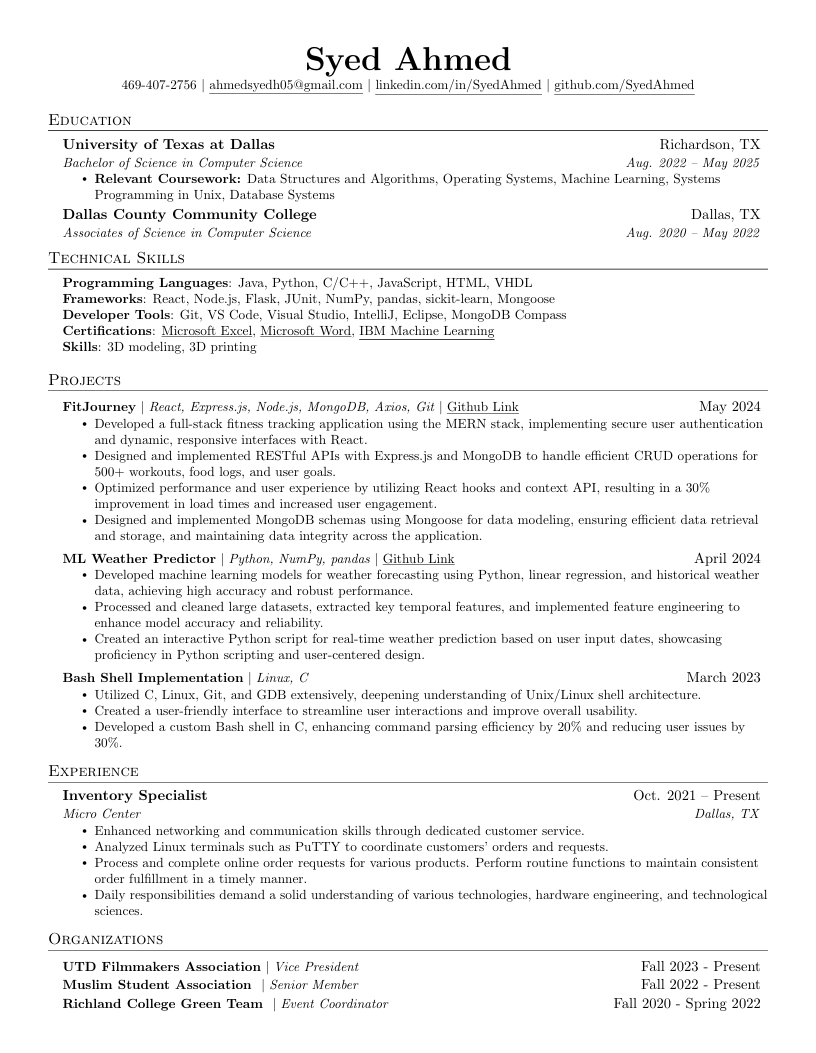 Syed Ahmed
469-407-2756 | ahmedsyedh05@gmail.com | linkedin.com/in/SyedAhmed | github.com/SyedAhmed
Education
University of Texas at Dallas Richardson, TX
Bachelor of Science in Computer Science Aug. 2022 – May 2025
• Relevant Coursework: Data Structures and Algorithms, Operating Systems, Machine Learning, Systems
Programming in Unix, Database Systems
Dallas County Community College Dallas, TX
Associates of Science in Computer Science Aug. 2020 – May 2022
Technical Skills
Programming Languages: Java, Python, C/C++, JavaScript, HTML, VHDL
Frameworks: React, Node.js, Flask, JUnit, NumPy, pandas, sickit-learn, Mongoose
Developer Tools: Git, VS Code, Visual Studio, IntelliJ, Eclipse, MongoDB Compass
Certifications: Microsoft Excel, Microsoft Word, IBM Machine Learning
Skills: 3D modeling, 3D printing
Projects
FitJourney | React, Express.js, Node.js, MongoDB, Axios, Git | Github Link May 2024
• Developed a full-stack fitness tracking application using the MERN stack, implementing secure user authentication
and dynamic, responsive interfaces with React.
• Designed and implemented RESTful APIs with Express.js and MongoDB to handle efficient CRUD operations for
500+ workouts, food logs, and user goals.
• Optimized performance and user experience by utilizing React hooks and context API, resulting in a 30%
improvement in load times and increased user engagement.
• Designed and implemented MongoDB schemas using Mongoose for data modeling, ensuring efficient data retrieval
and storage, and maintaining data integrity across the application.
ML Weather Predictor | Python, NumPy, pandas | Github Link April 2024
• Developed machine learning models for weather forecasting using Python, linear regression, and historical weather
data, achieving high accuracy and robust performance.
• Processed and cleaned large datasets, extracted key temporal features, and implemented feature engineering to
enhance model accuracy and reliability.
• Created an interactive Python script for real-time weather prediction based on user input dates, showcasing
proficiency in Python scripting and user-centered design.
Bash Shell Implementation | Linux, C March 2023
• Utilized C, Linux, Git, and GDB extensively, deepening understanding of Unix/Linux shell architecture.
• Created a user-friendly interface to streamline user interactions and improve overall usability.
• Developed a custom Bash shell in C, enhancing command parsing efficiency by 20% and reducing user issues by
30%.
Experience
Inventory Specialist Oct. 2021 – Present
Micro Center Dallas, TX
• Enhanced networking and communication skills through dedicated customer service.
• Analyzed Linux terminals such as PuTTY to coordinate customers' orders and requests.
• Process and complete online order requests for various products. Perform routine functions to maintain consistent
order fulfillment in a timely manner.
• Daily responsibilities demand a solid understanding of various technologies, hardware engineering, and technological
sciences.
Organizations
UTD Filmmakers Association | Vice President Fall 2023 - Present
Muslim Student Association | Senior Member Fall 2022 - Present
Richland College Green Team | Event Coordinator Fall 2020 - Spring 2022